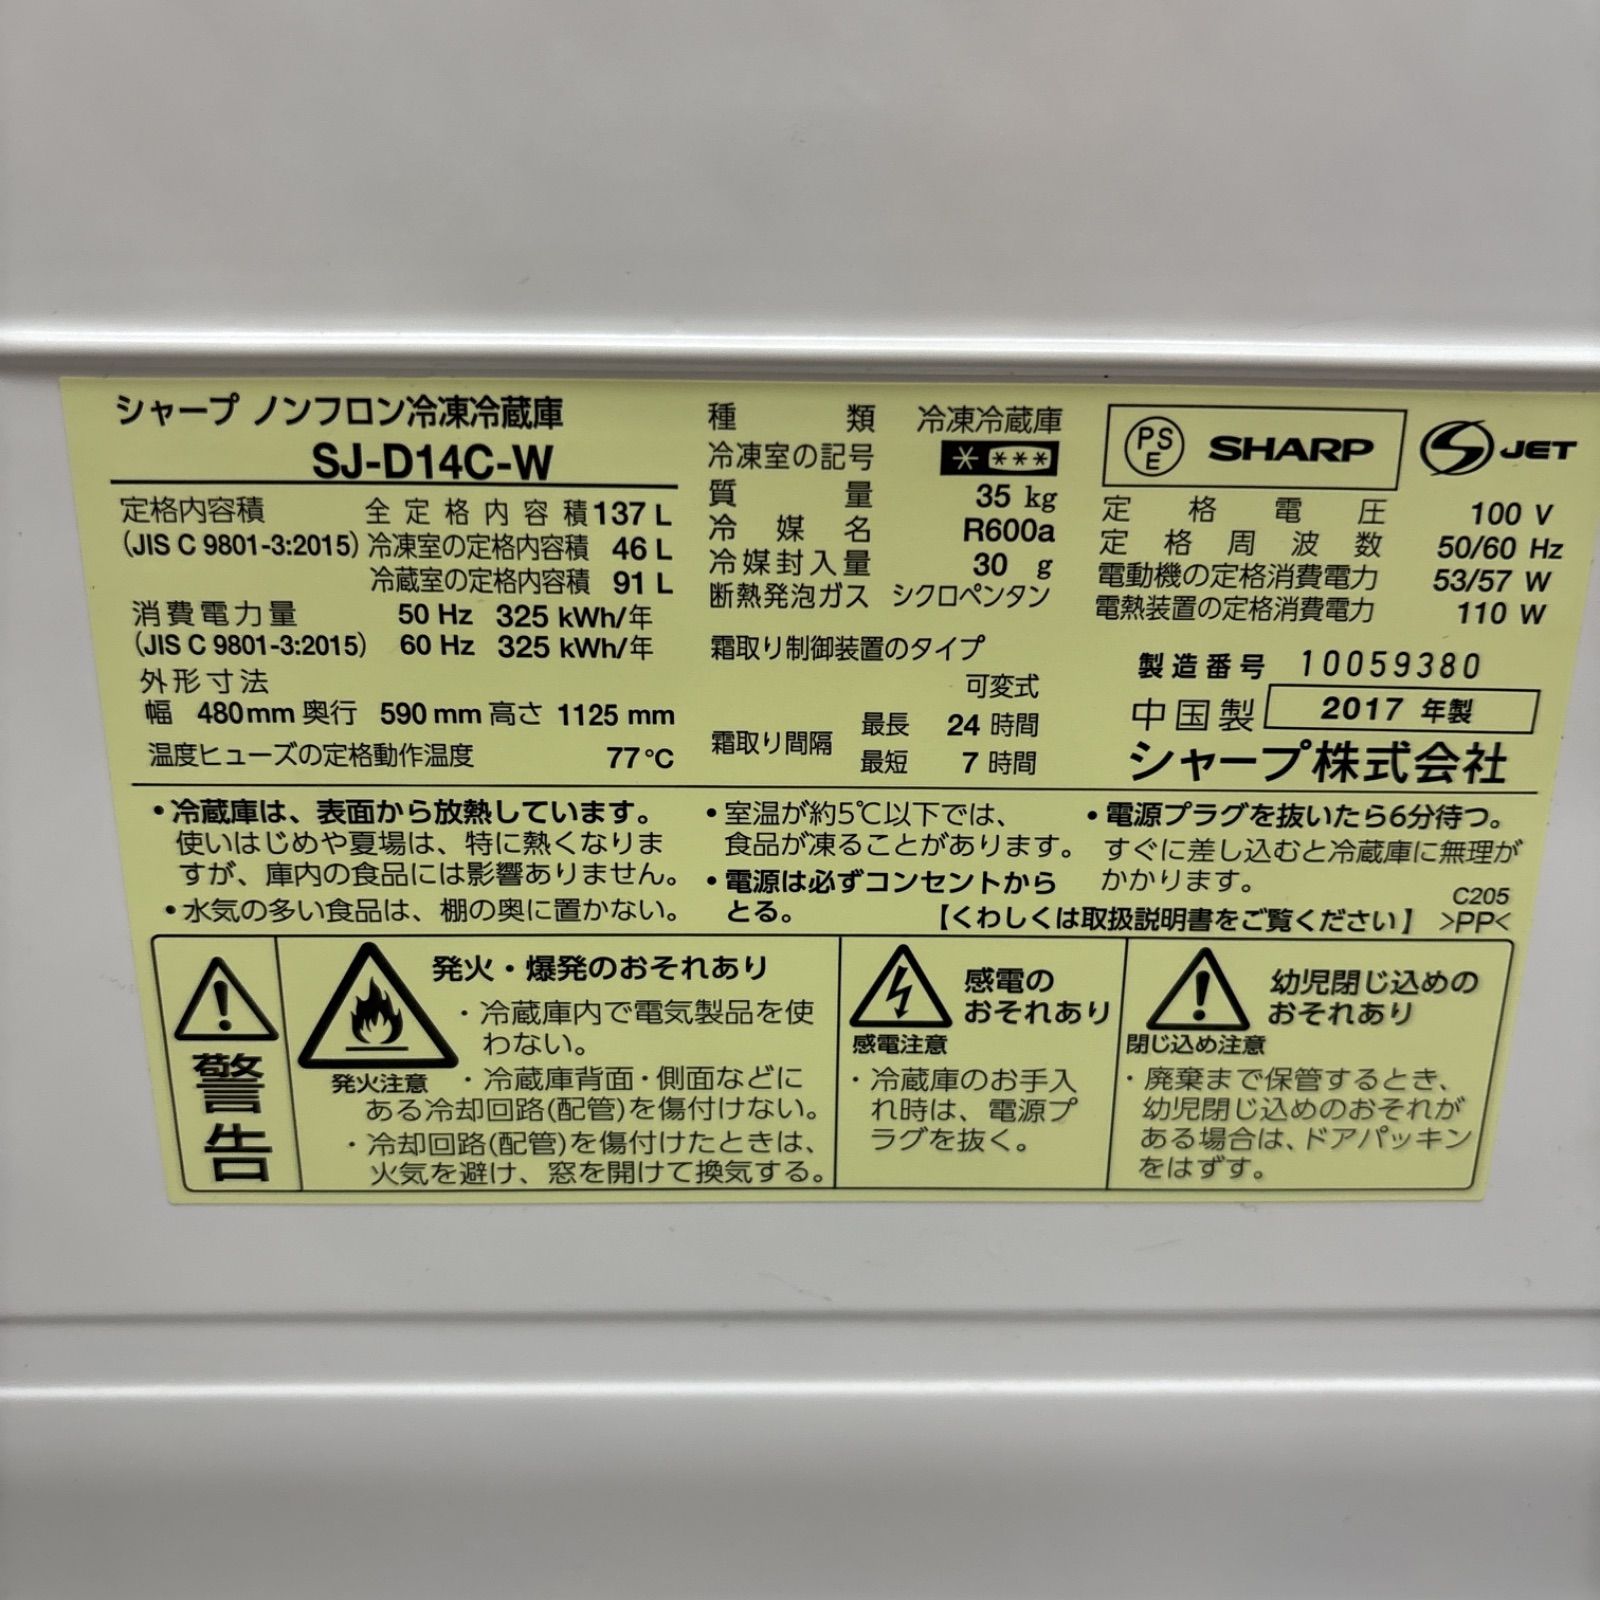 シャープ ノンフロン冷凍冷蔵庫
SJ-D14C-W
定格内容積 全定格内容積 137 L
(JIS C 9801-3:2015) 冷凍室の定格内容積 46 L
冷蔵室の定格内容積 91 L
消費電力量 50 Hz 325 kWh/年
(JIS C 9801-3:2015) 60 Hz 325 kWh/年
外形寸法
幅 480mm 奥行 590mm 高さ 1125 mm
温度ヒューズの定格動作温度 77℃
種類 冷凍冷蔵庫
冷凍室の記号 * ***
質量 35 kg
冷媒名 R600a
冷媒封入量 30 g
断熱発泡ガス シクロペンタン
霜取り制御装置のタイプ
可変式
霜取り間隔 最長 24 時間
最短 7 時間
PSE SHARP S JET
定格電圧 100 V
定格周波数 50/60 Hz
電動機の定格消費電力 53/57 W
電熱装置の定格消費電力 110 W
製造番号 10059380
中国製 2017 年製
シャープ株式会社
・冷蔵庫は、表面から放熱しています。
使いはじめや夏場は、特に熱くなりま
すが、庫内の食品には影響ありません。
・水気の多い食品は、棚の奥に置かない。
・室温が約5℃以下では、
食品が凍ることがあります。
・電源は必ずコンセントから
とる。
・電源プラグを抜いたら6分待つ。
すぐに差し込むと冷蔵庫に無理が
かかります。
C205
【くわしくは取扱説明書をご覧ください】 >PP<
警告
発火・爆発のおそれあり
発火注意
・冷蔵庫内で電気製品を使
わない。
・冷蔵庫背面・側面などに
ある冷却回路(配管)を傷付けない。
・冷却回路(配管)を傷付けたときは、
火気を避け、窓を開けて換気する。
感電の
おそれあり
感電注意
・冷蔵庫のお手入
れ時は、電源プ
ラグを抜く。
幼児閉じ込めの
おそれあり
閉じ込め注意
・廃棄まで保管するとき、
幼児閉じ込めのおそれが
ある場合は、ドアパッキン
をはずす。